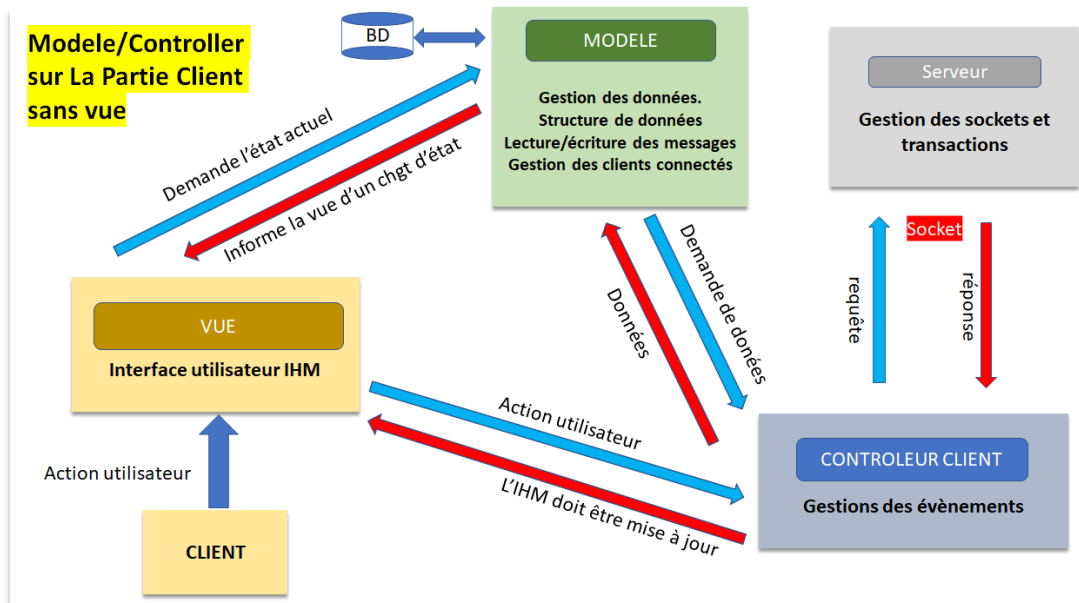 Modele/Controller
sur La Partie Client
sans vue
BD
MODELE
Gestion des données.
Structure de données
Lecture/écriture des messages
Gestion des clients connectés
Serveur
Gestion des sockets et
transactions
Demande l’état actuel
Informe la vue d’un chgt d’état
Socket
requête
réponse
Données
Demande de donées
VUE
Interface utilisateur IHM
Action utilisateur
L’IHM doit être mise à jour
CONTROLEUR CLIENT
Gestions des évènements
Action utilisateur
CLIENT